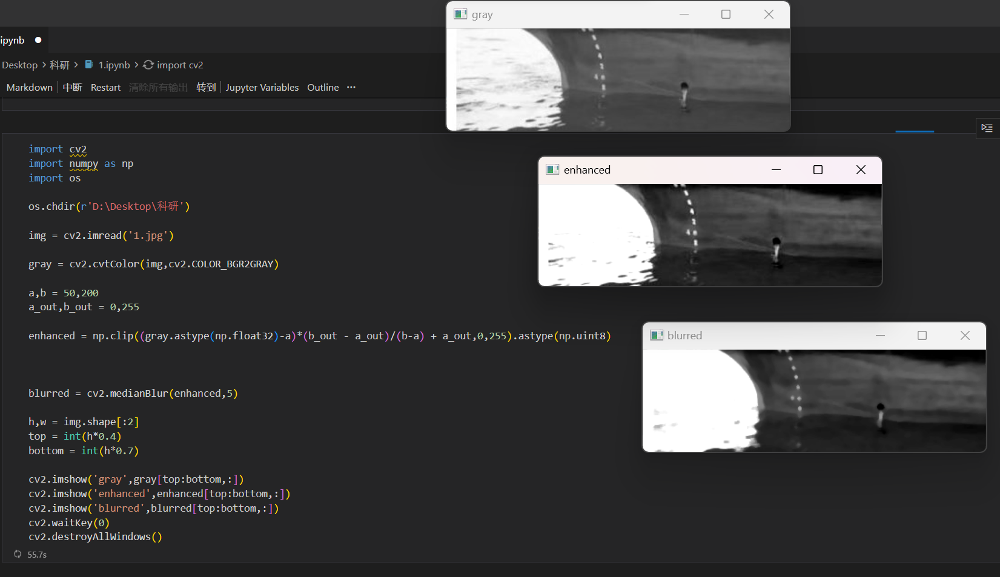 gray
ipynb
Desktop > 科研 > 1.ipynb > import cv2
Markdown 中断 Restart 清除所有输出 转到 Jupyter Variables Outline ···
import cv2
import numpy as np
import os
os.chdir(r'D:\Desktop\科研')
img = cv2.imread('1.jpg')
gray = cv2.cvtColor(img,cv2.COLOR_BGR2GRAY)
a,b = 50,200
a_out,b_out = 0,255
enhanced = np.clip((gray.astype(np.float32)-a)*(b_out - a_out)/(b-a) + a_out,0,255).astype(np.uint8)
blurred = cv2.medianBlur(enhanced,5)
h,w = img.shape[:2]
top = int(h*0.4)
bottom = int(h*0.7)
cv2.imshow('gray',gray[top:bottom,:])
cv2.imshow('enhanced',enhanced[top:bottom,:])
cv2.imshow('blurred',blurred[top:bottom,:])
cv2.waitKey(0)
cv2.destroyAllWindows()
55.7s
enhanced
blurred